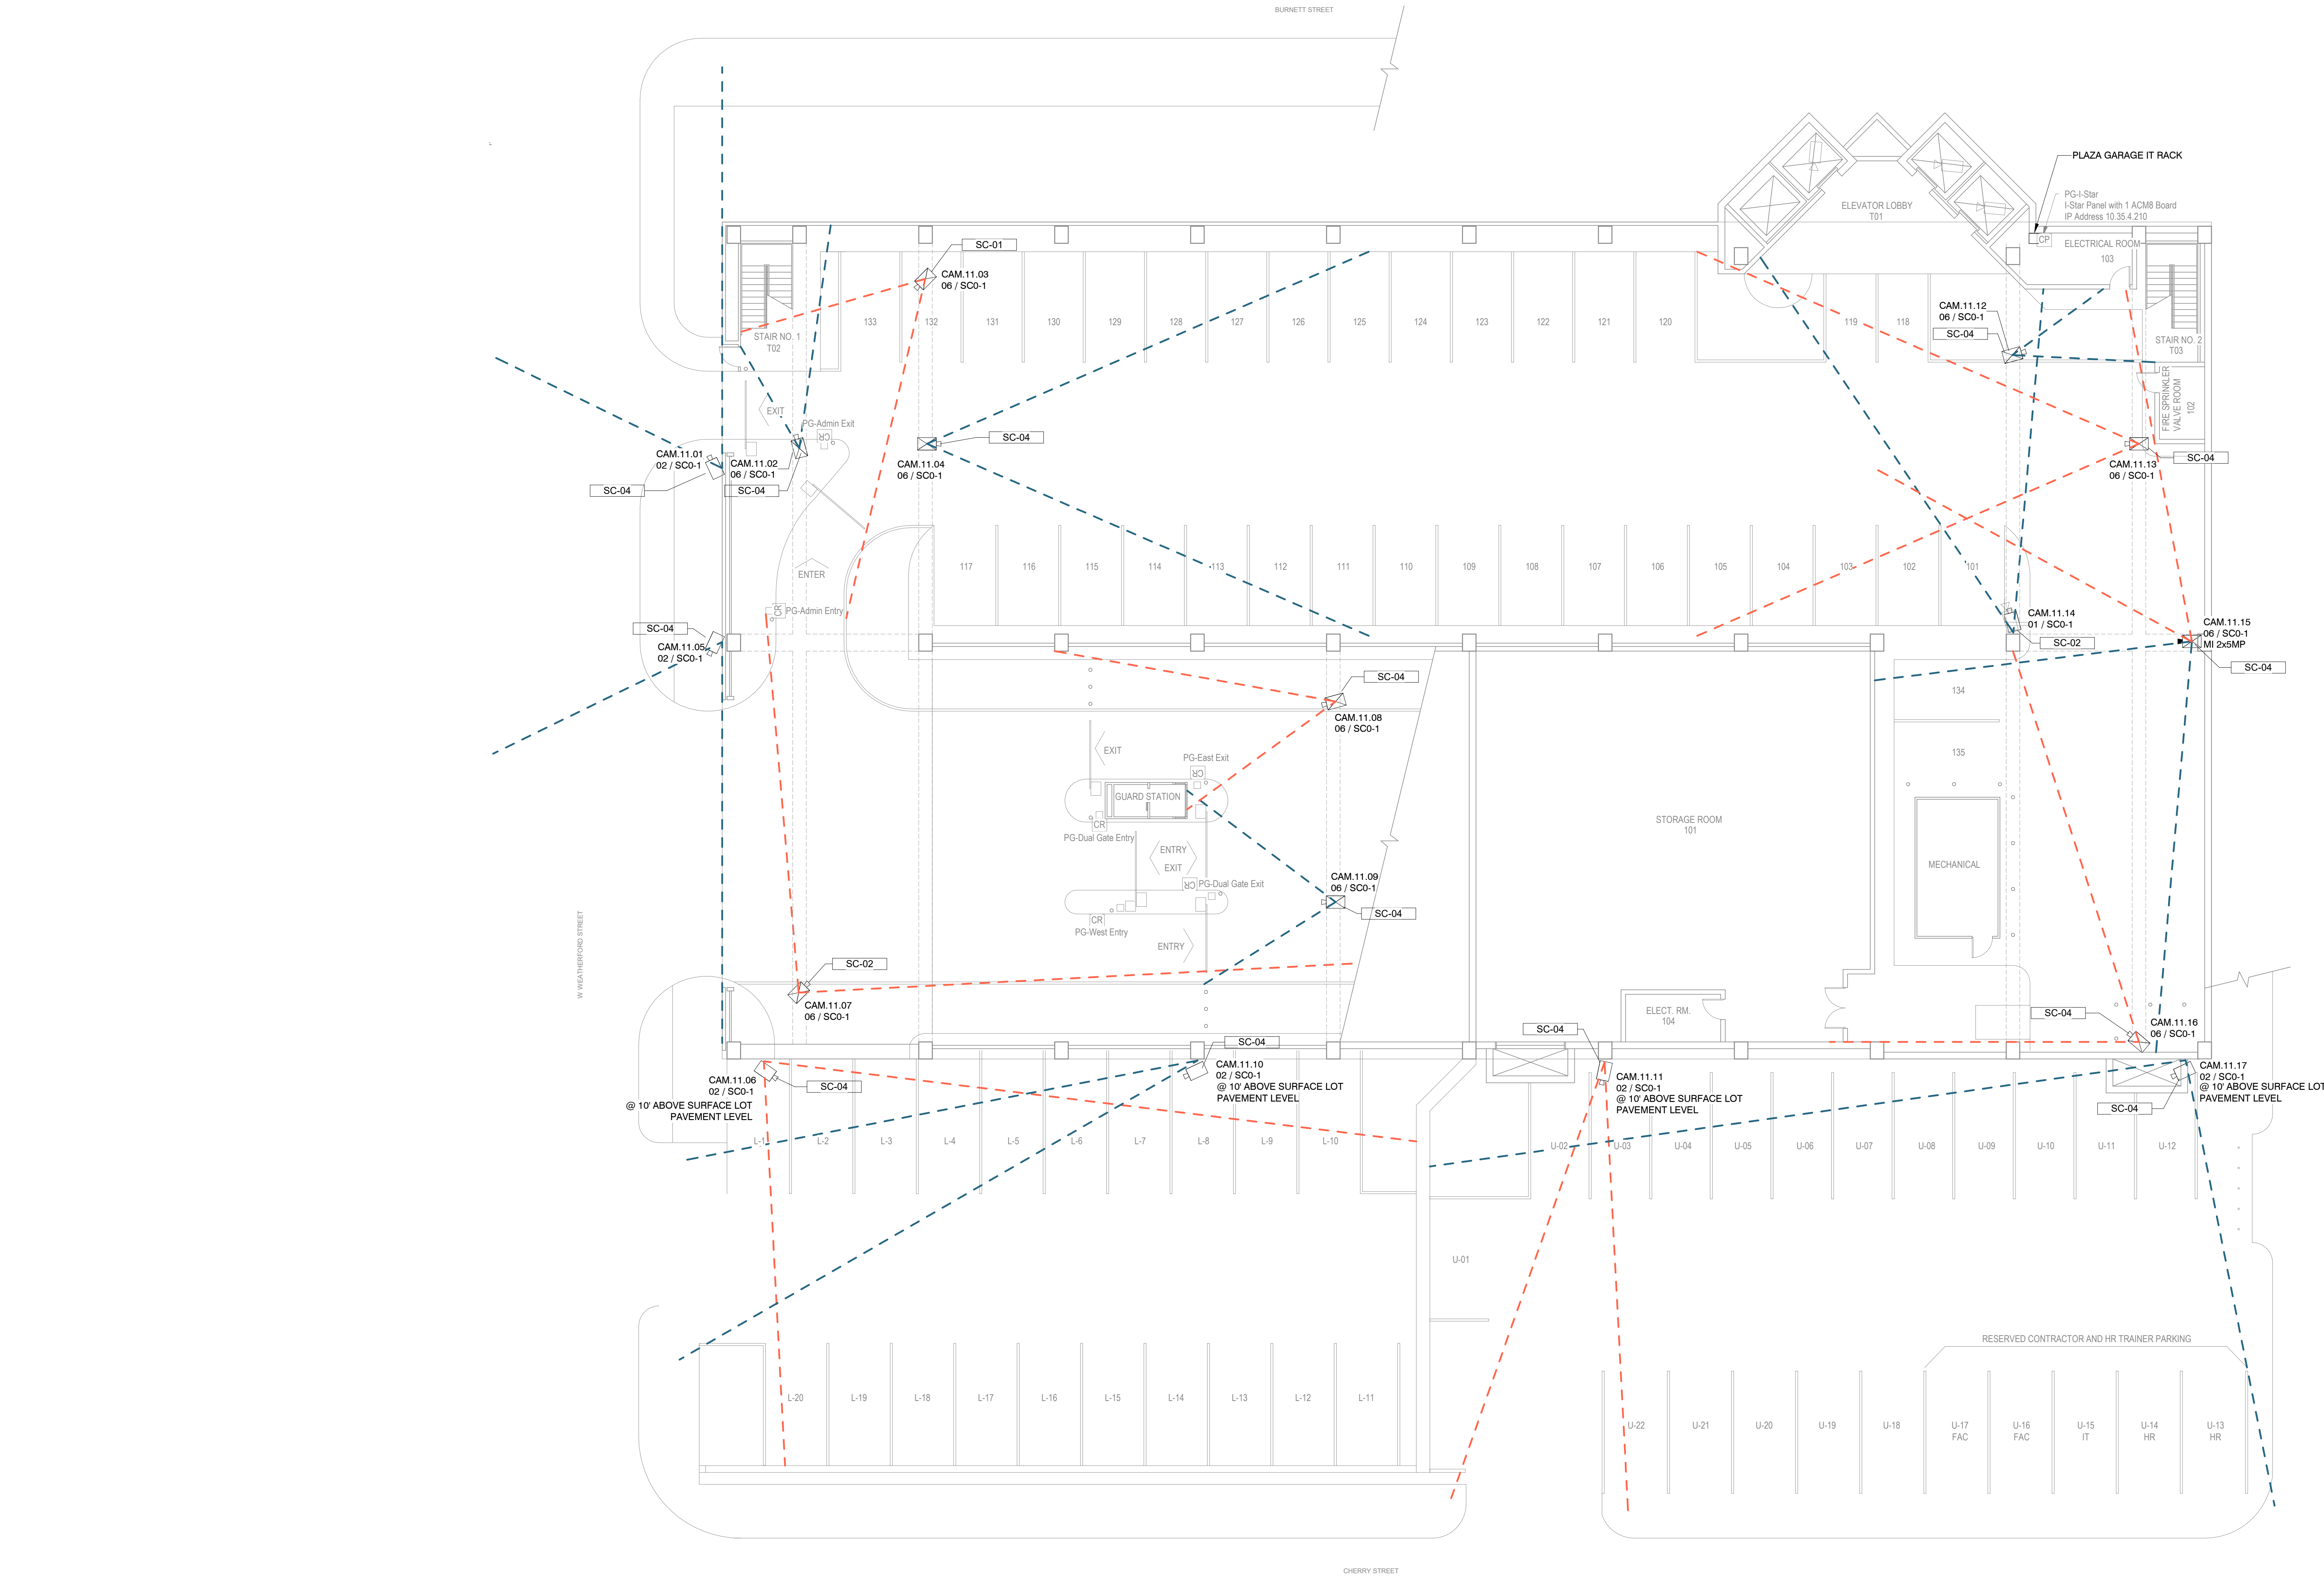 BURNETT STREET
PLAZA GARAGE IT RACK
PG-I-Star
I-Star Panel with 1 ACM8 Board
IP Address 10.35.4.210
ELEVATOR LOBBY
T01
CP
ELECTRICAL ROOM
103
SC-01
CAM.11.03
06 / SC0-1
CAM.11.12
06 / SC0-1
SC-04
133
132
131
130
129
128
127
126
125
124
123
122
121
120
119
118
STAIR NO. 1
T02
STAIR NO. 2
T03
FIRE SPRINKLER
VALVE ROOM
102
EXIT
PG-Admin Exit
CR
SC-04
CAM.11.01
02 / SC0-1
CAM.11.02
06 / SC0-1
CAM.11.04
06 / SC0-1
CAM.11.13
06 / SC0-1
SC-04
SC-04
SC-04
ENTER
117
116
115
114
113
112
111
110
109
108
107
106
105
104
103
102
101
CR
PG-Admin Entry
SC-04
CAM.11.05
02 / SC0-1
CAM.11.14
01 / SC0-1
SC-02
CAM.11.15
06 / SC0-1
MI 2x5MP
SC-04
SC-04
CAM.11.08
06 / SC0-1
134
135
EXIT
PG-East Exit
CR
GUARD STATION
CR
PG-Dual Gate Entry
ENTRY
EXIT
STORAGE ROOM
101
MECHANICAL
CAM.11.09
06 / SC0-1
CR
PG-Dual Gate Exit
SC-04
CR
PG-West Entry
ENTRY
W WEATHERFORD STREET
SC-02
CAM.11.07
06 / SC0-1
ELECT. RM.
104
SC-04
CAM.11.16
06 / SC0-1
SC-04
SC-04
CAM.11.06
02 / SC0-1
@ 10' ABOVE SURFACE LOT
PAVEMENT LEVEL
SC-04
CAM.11.10
02 / SC0-1
@ 10' ABOVE SURFACE LOT
PAVEMENT LEVEL
CAM.11.11
02 / SC0-1
@ 10' ABOVE SURFACE LOT
PAVEMENT LEVEL
CAM.11.17
02 / SC0-1
@ 10' ABOVE SURFACE LOT
PAVEMENT LEVEL
SC-04
L-1
L-2
L-3
L-4
L-5
L-6
L-7
L-8
L-9
L-10
U-02
U-03
U-04
U-05
U-06
U-07
U-08
U-09
U-10
U-11
U-12
U-01
RESERVED CONTRACTOR AND HR TRAINER PARKING
L-20
L-19
L-18
L-17
L-16
L-15
L-14
L-13
L-12
L-11
U-22
U-21
U-20
U-19
U-18
U-17
FAC
U-16
FAC
U-15
IT
U-14
HR
U-13
HR
CHERRY STREET